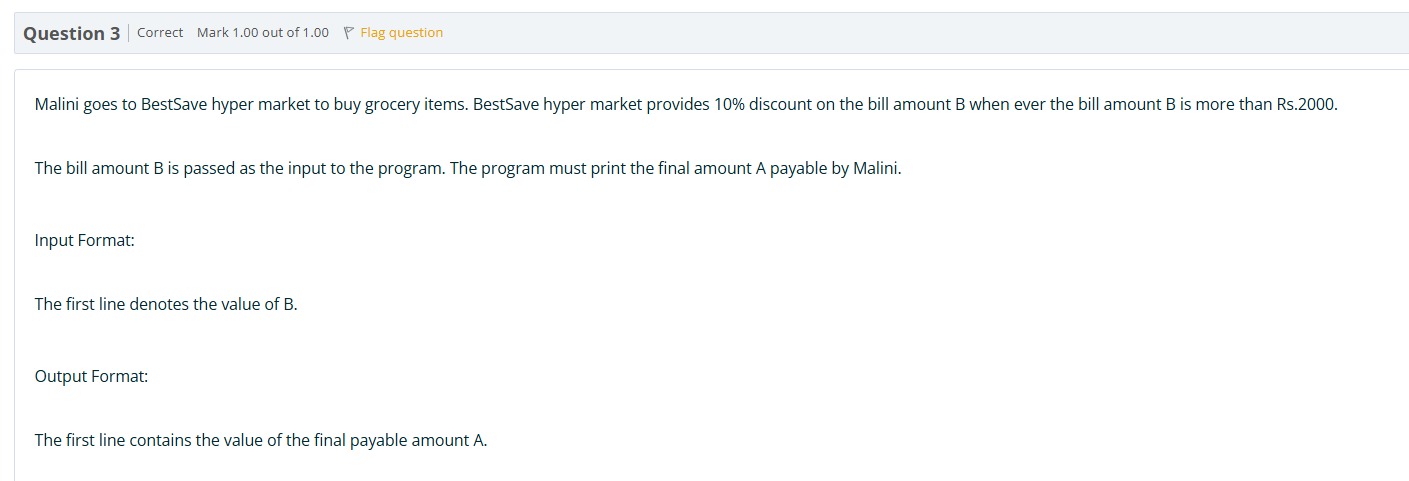 Question 3 Correct Mark 1.00 out of 1.00 Flag question
Malini goes to BestSave hyper market to buy grocery items. BestSave hyper market provides 10% discount on the bill amount B when ever the bill amount B is more than Rs.2000.
The bill amount B is passed as the input to the program. The program must print the final amount A payable by Malini.
Input Format:
The first line denotes the value of B.
Output Format:
The first line contains the value of the final payable amount A.